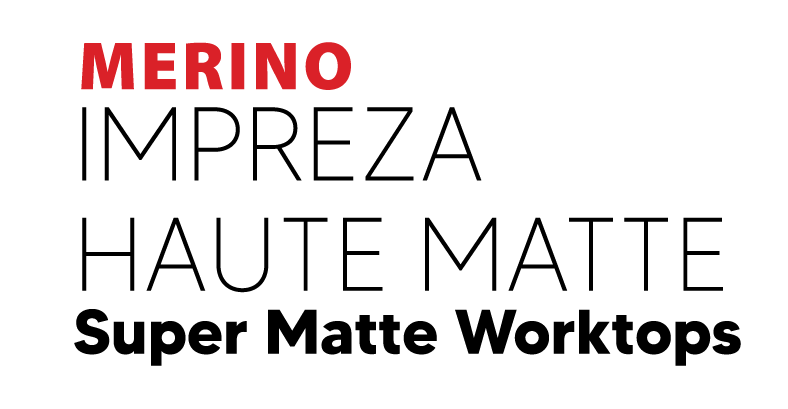 MERINO
IMPREZA
HAUTE MATTE
Super Matte Worktops